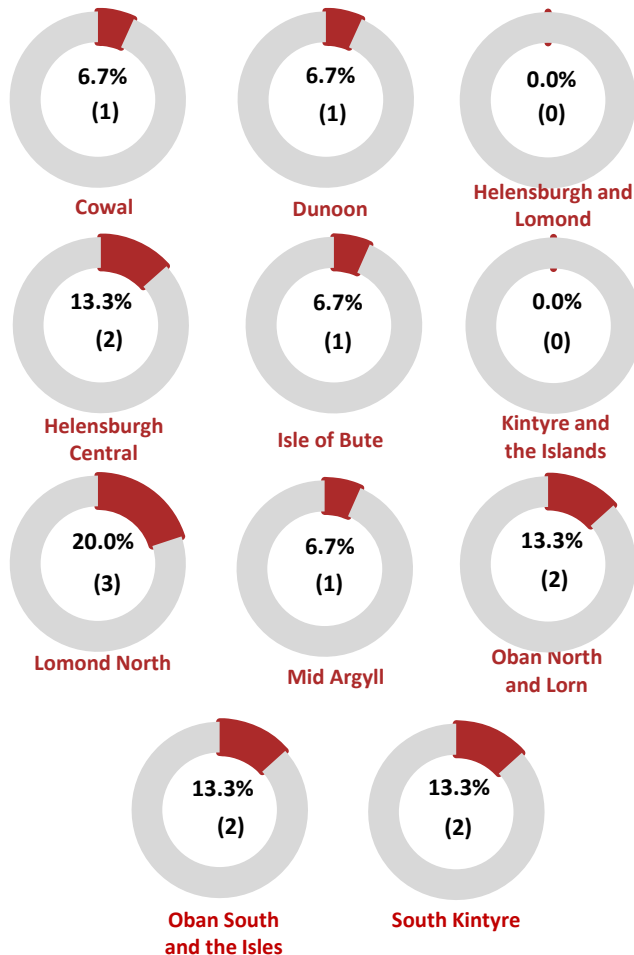 6.7%
(1)
Cowal
6.7%
(1)
Dunoon
0.0%
(0)
Helensburgh and
Lomond
13.3%
(2)
Helensburgh
Central
6.7%
(1)
Isle of Bute
0.0%
(0)
Kintyre and
the Islands
20.0%
(3)
Lomond North
6.7%
(1)
Mid Argyll
13.3%
(2)
Oban North
and Lorn
13.3%
(2)
Oban South
and the Isles
13.3%
(2)
South Kintyre